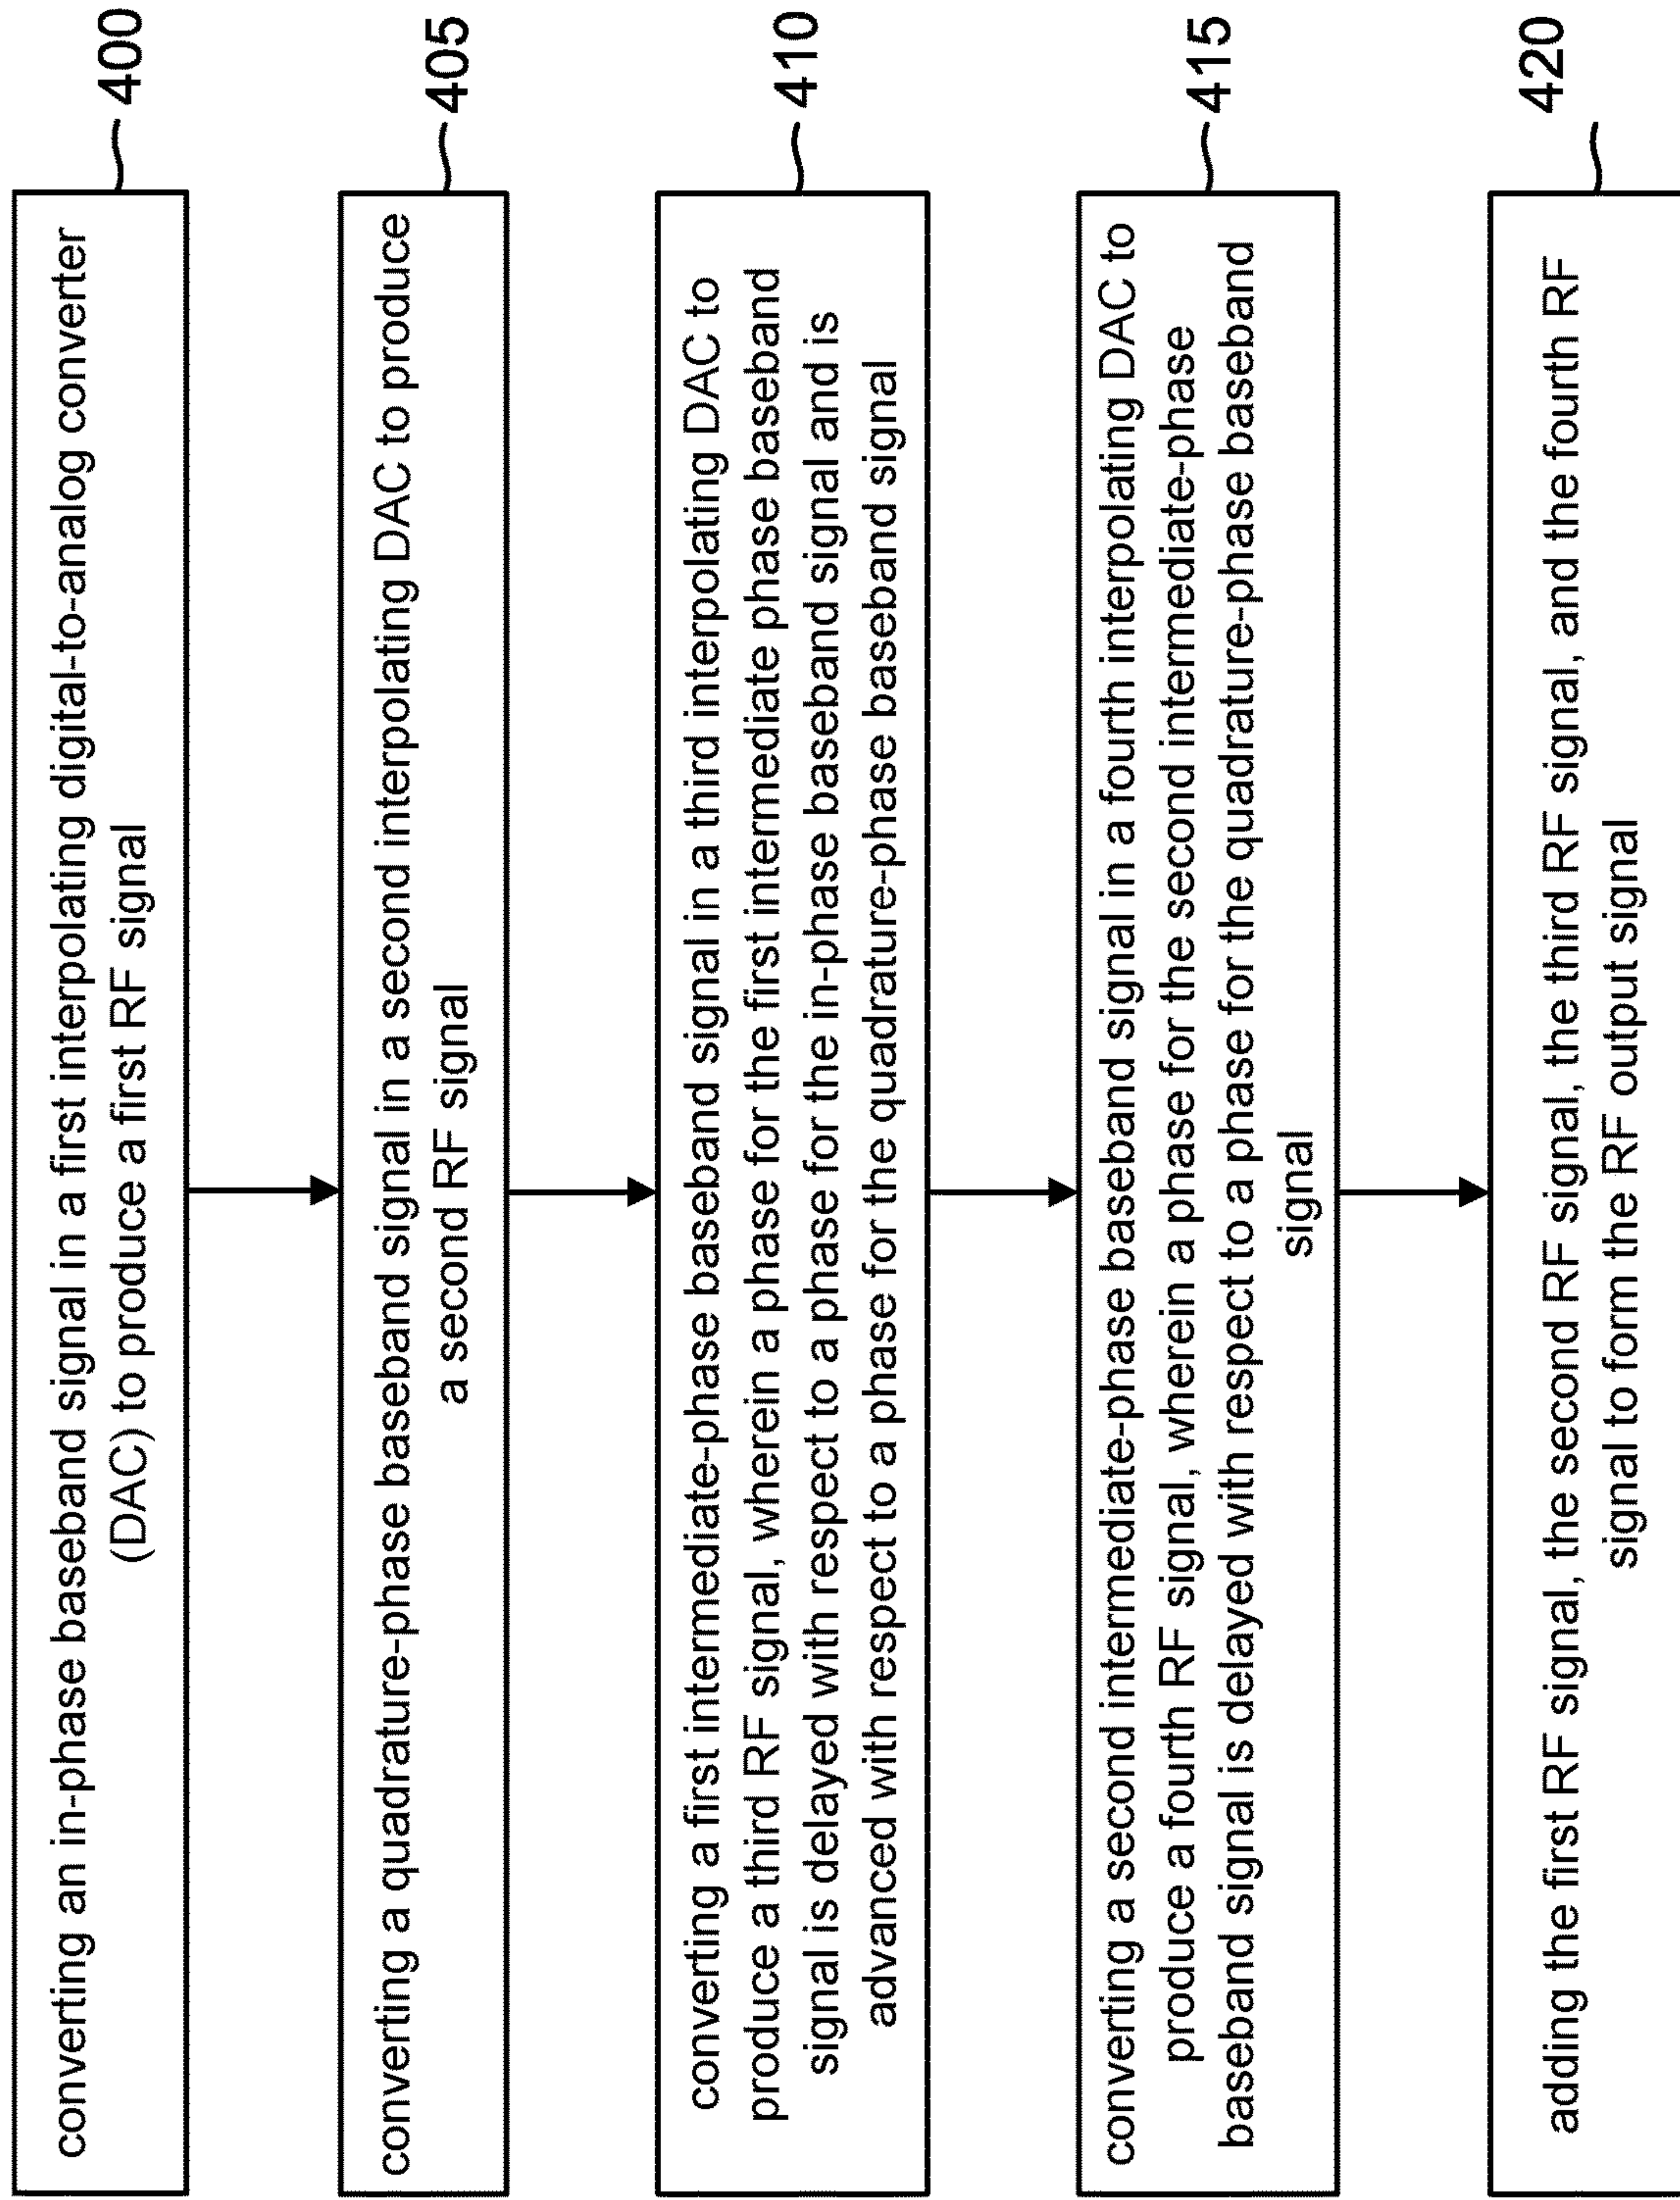 converting an in-phase baseband signal in a first interpolating digital-to-analog converter
(DAC) to produce a first RF signal
400
converting a quadrature-phase baseband signal in a second interpolating DAC to produce
a second RF signal
405
converting a first intermediate-phase baseband signal in a third interpolating DAC to
produce a third RF signal, wherein a phase for the first intermediate phase baseband
signal is delayed with respect to a phase for the in-phase baseband signal and is
advanced with respect to a phase for the quadrature-phase baseband signal
410
converting a second intermediate-phase baseband signal in a fourth interpolating DAC to
produce a fourth RF signal, wherein a phase for the second intermediate-phase
baseband signal is delayed with respect to a phase for the quadrature-phase baseband
signal
415
adding the first RF signal, the second RF signal, the third RF signal, and the fourth RF
signal to form the RF output signal
420